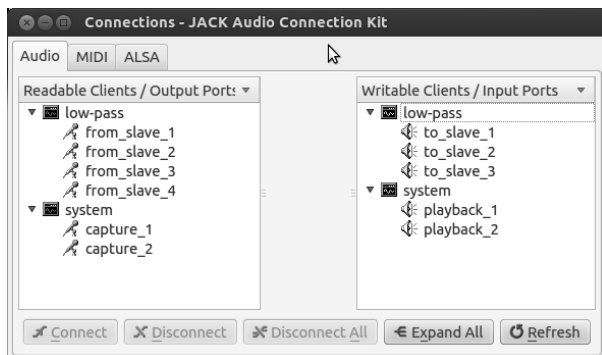 Connections - JACK Audio Connection Kit
Audio MIDI ALSA
Readable Clients / Output Ports
low-pass
from_slave_1
from_slave_2
from_slave_3
from_slave_4
system
capture_1
capture_2
Writable Clients / Input Ports
low-pass
to_slave_1
to_slave_2
to_slave_3
system
playback_1
playback_2
Connect Disconnect Disconnect All Expand All Refresh